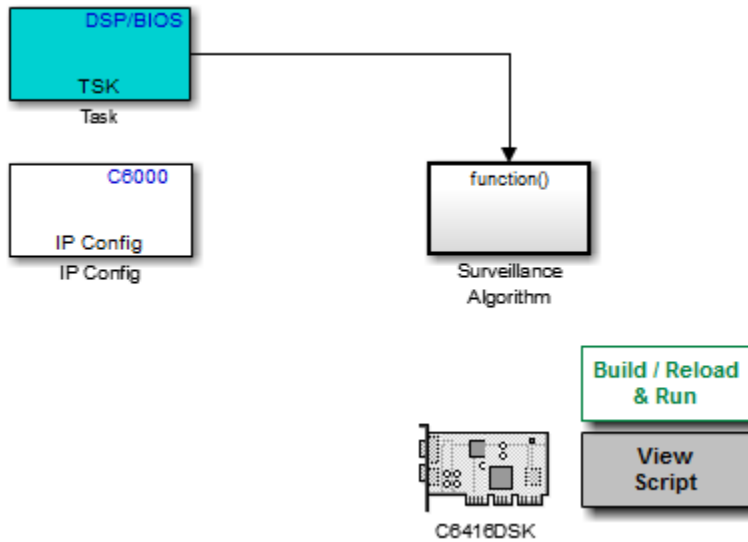 DSP/BIOS
TSK
Task
C6000
IP Config
IP Config
function()
Surveillance
Algorithm
Build / Reload
& Run
View
Script
C6416DSK